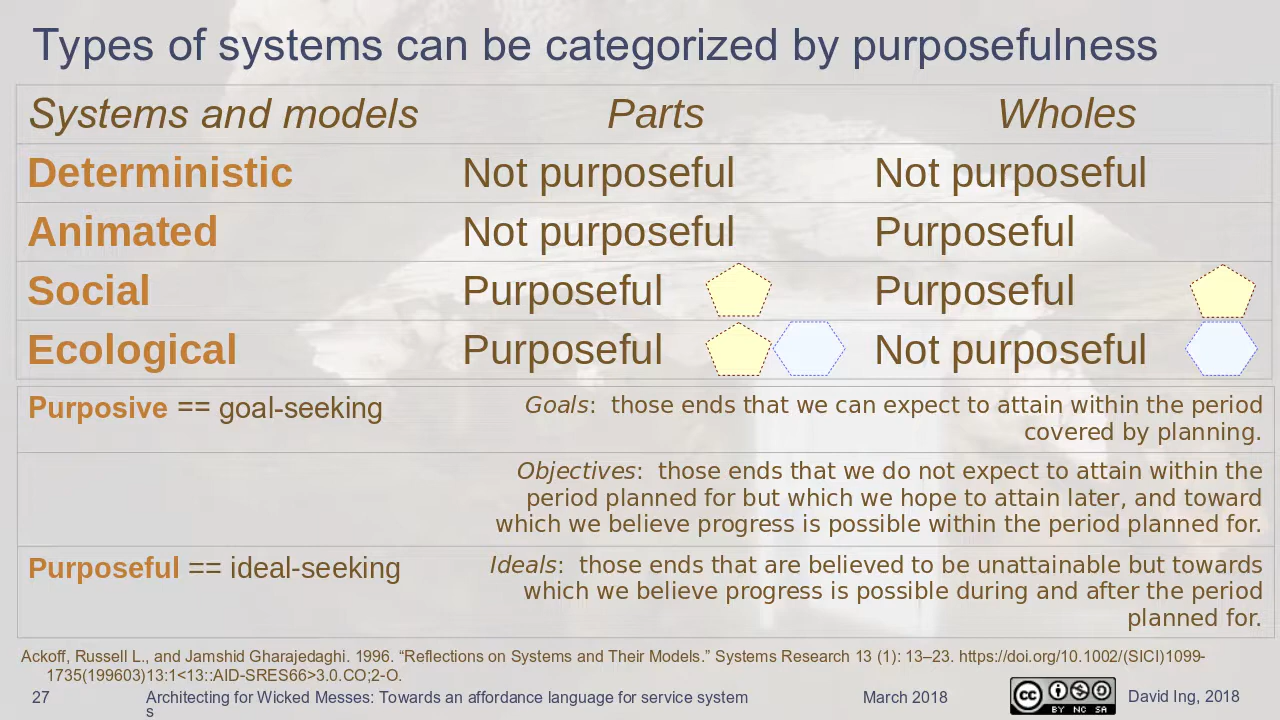 Types of systems can be categorized by purposefulness
Systems and models Parts Wholes
Deterministic Not purposeful Not purposeful
Animated Not purposeful Purposeful
Social Purposeful Purposeful
Ecological Purposeful Not purposeful
Purposive == goal-seeking Goals: those ends that we can expect to attain within the period
covered by planning.
Objectives: those ends that we do not expect to attain within the
period planned for but which we hope to attain later, and toward
which we believe progress is possible within the period planned for.
Purposeful == ideal-seeking Ideals: those ends that are believed to be unattainable but towards
which we believe progress is possible during and after the period
planned for.
Ackoff, Russell L., and Jamshid Gharajedaghi. 1996. “Reflections on Systems and Their Models.” Systems Research 13 (1): 13–23. https://doi.org/10.1002/(SICI)1099-
1735(199603)13:1<13::AID-SRES66>3.0.CO;2-O.
27 Architecting for Wicked Messes: Towards an affordance language for service system March 2018 David Ing, 2018
s
cc BY NC SA